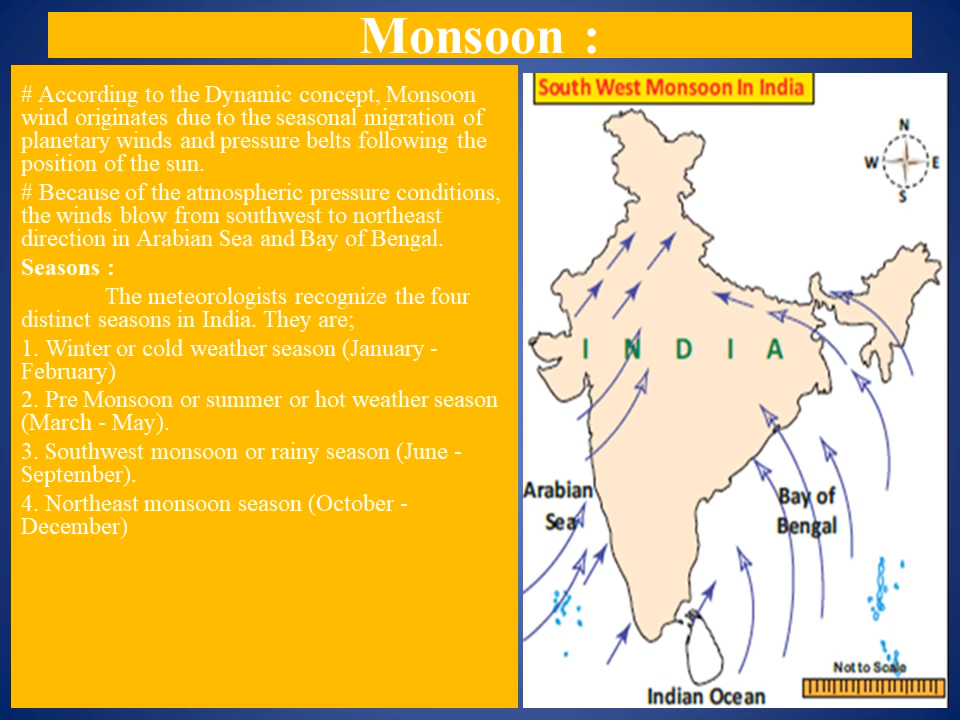 Monsoon :
# According to the Dynamic concept, Monsoon
wind originates due to the seasonal migration of
planetary winds and pressure belts following the
position of the sun.
# Because of the atmospheric pressure conditions,
the winds blow from southwest to northeast
direction in Arabian Sea and Bay of Bengal.
Seasons :
The meteorologists recognize the four
distinct seasons in India. They are;
1. Winter or cold weather season (January -
February)
2. Pre Monsoon or summer or hot weather season
(March - May).
3. Southwest monsoon or rainy season (June -
September).
4. Northeast monsoon season (October -
December)
South West Monsoon In India
N
W E
S
I N D I A
Arabian
Sea
Bay of
Bengal
Not to Scale
Indian Ocean